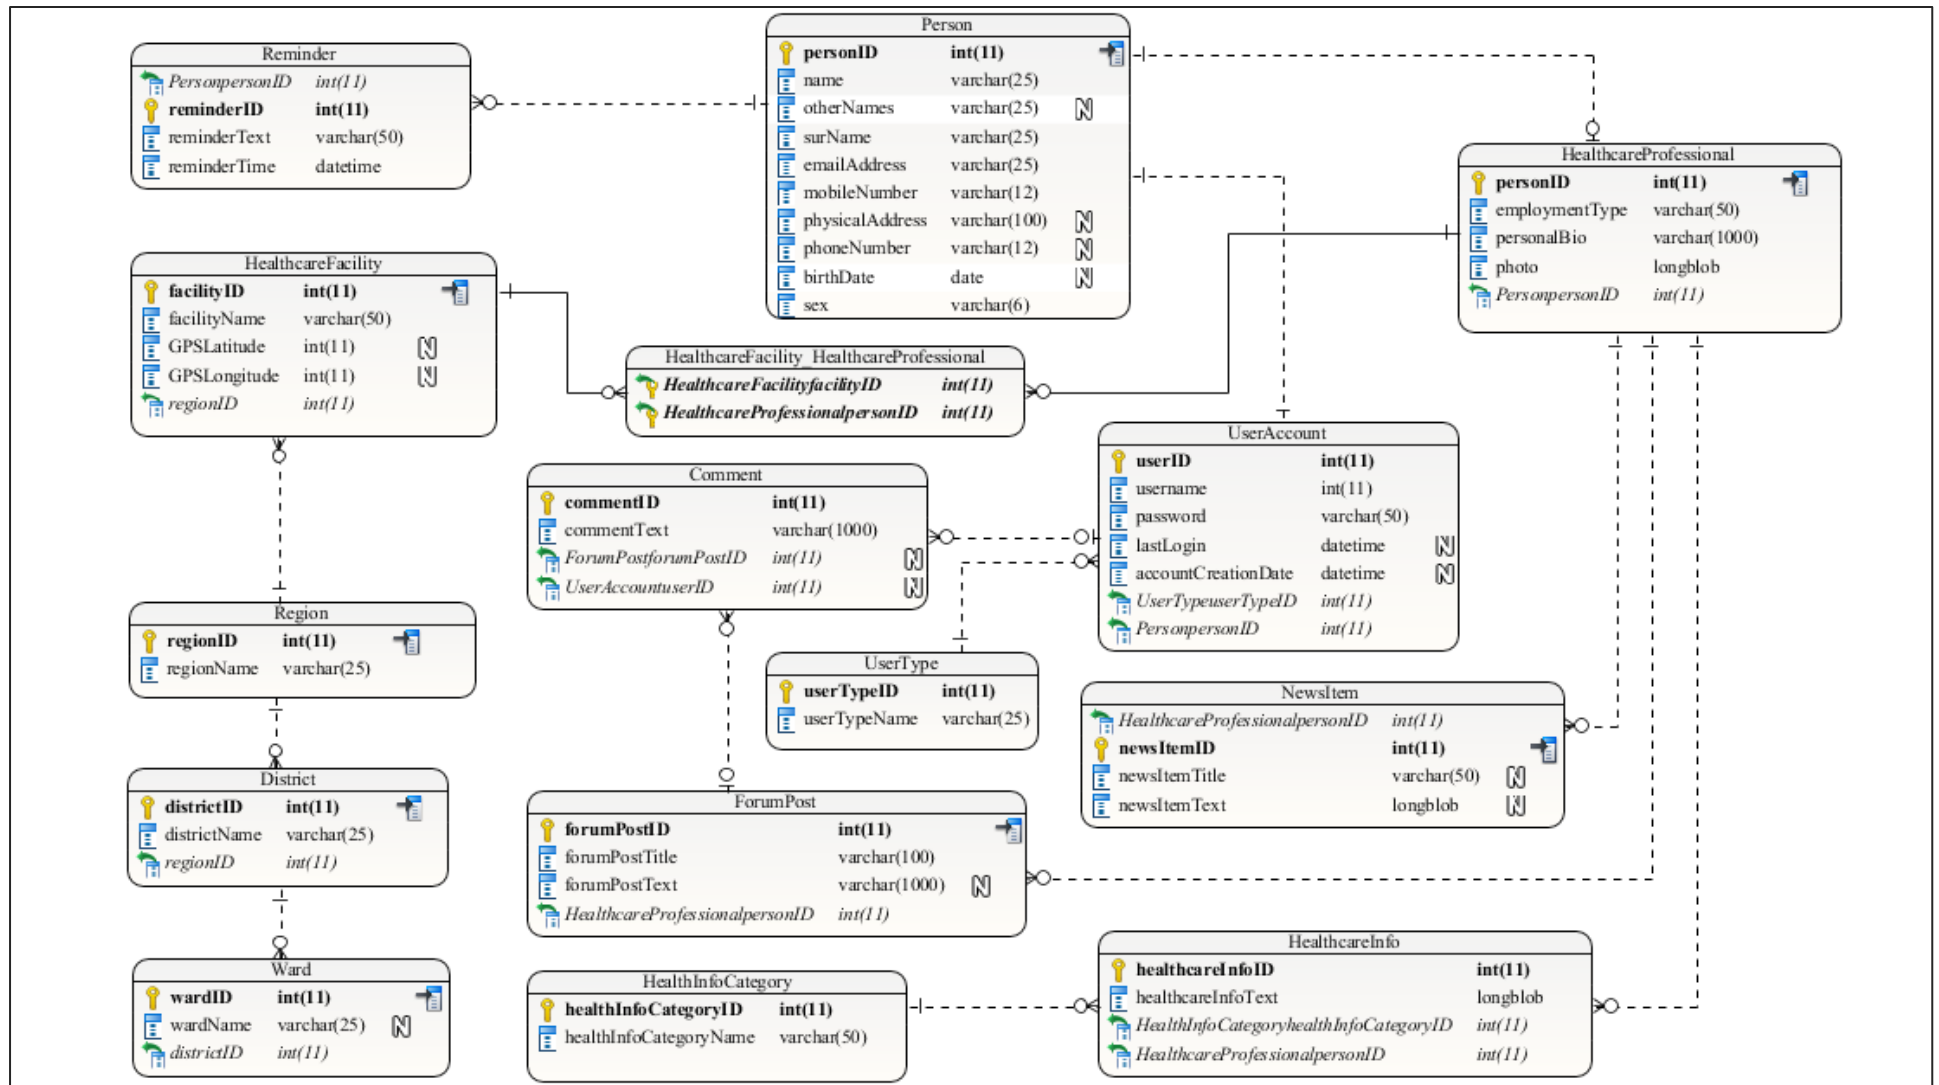 Person
personID int(11)
name varchar(25)
otherNames varchar(25) N
surName varchar(25)
emailAddress varchar(25)
mobileNumber varchar(12)
physicalAddress varchar(100) N
phoneNumber varchar(12) N
birthDate date N
sex varchar(6)
Reminder
PersonpersonID int(11)
reminderID int(11)
reminderText varchar(50)
reminderTime datetime
HealthcareProfessional
personID int(11)
employmentType varchar(50)
personalBio varchar(1000)
photo longblob
PersonpersonID int(11)
HealthcareFacility
facilityID int(11)
facilityName varchar(50)
GPSLatitude int(11) N
GPSLongitude int(11) N
regionID int(11)
HealthcareFacility_HealthcareProfessional
HealthcareFacilityfacilityID int(11)
HealthcareProfessionalpersonID int(11)
UserAccount
userID int(11)
username int(11)
password varchar(50)
lastLogin datetime N
accountCreationDate datetime N
UserTypeuserTypeID int(11)
PersonpersonID int(11)
Comment
commentID int(11)
commentText varchar(1000)
ForumPostforumPostID int(11) N
UserAccountuserID int(11) N
Region
regionID int(11)
regionName varchar(25)
UserType
userTypeID int(11)
userTypeName varchar(25)
NewsItem
HealthcareProfessionalpersonID int(11)
newsItemID int(11)
newsItemTitle varchar(50) N
newsItemText longblob N
District
districtID int(11)
districtName varchar(25)
regionID int(11)
ForumPost
forumPostID int(11)
forumPostTitle varchar(100)
forumPostText varchar(1000) N
HealthcareProfessionalpersonID int(11)
Ward
wardID int(11)
wardName varchar(25) N
districtID int(11)
HealthInfoCategory
healthInfoCategoryID int(11)
healthInfoCategoryName varchar(50)
HealthcareInfo
healthcareInfoID int(11)
healthcareInfoText longblob
HealthInfoCategoryhealthInfoCategoryID int(11)
HealthcareProfessionalpersonID int(11)